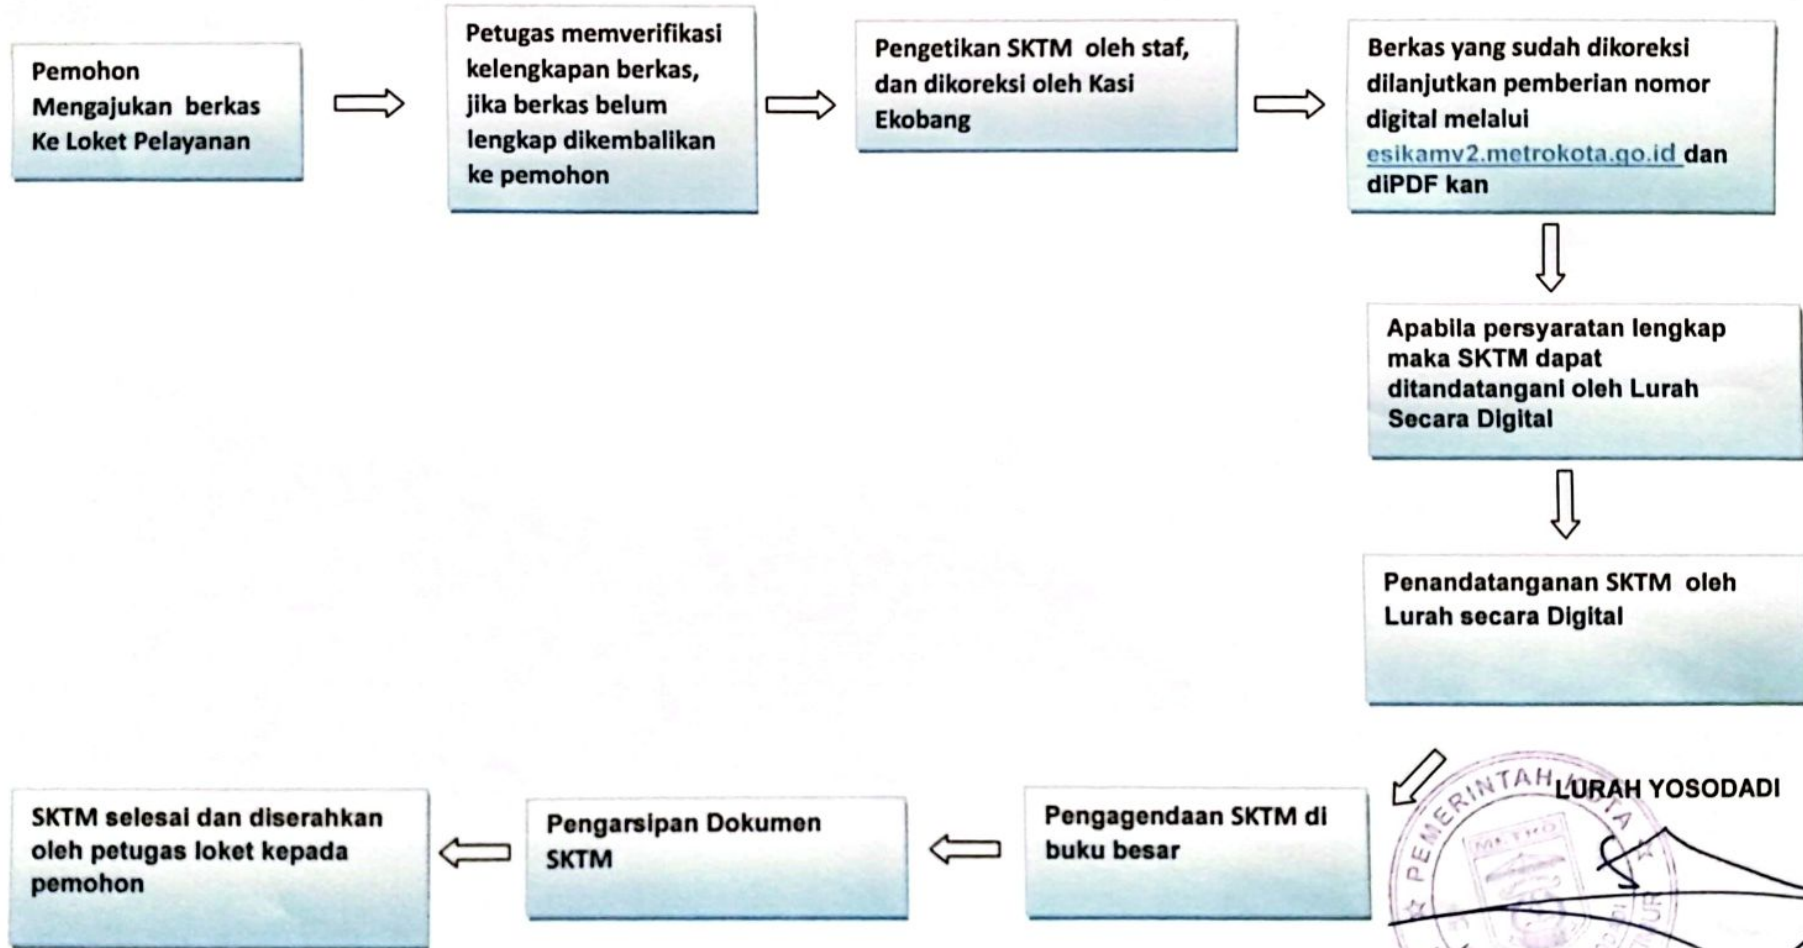 Pemohon
Mengajukan berkas
Ke Loket Pelayanan
Petugas memverifikasi
kelengkapan berkas,
jika berkas belum
lengkap dikembalikan
ke pemohon
Pengetikan SKTM oleh staf,
dan dikoreksi oleh Kasi
Ekobang
Berkas yang sudah dikoreksi
dilanjutkan pemberian nomor
digital melalui
esikamv2.metrokota.go.id dan
diPDF kan
Apabila persyaratan lengkap
maka SKTM dapat
ditandatangani oleh Lurah
Secara Digital
Penandatanganan SKTM oleh
Lurah secara Digital
LURAH YOSODADI
PEMERINTAH KOTA
METRO
Pengagendaan SKTM di
buku besar
Pengarsipan Dokumen
SKTM
SKTM selesai dan diserahkan
oleh petugas loket kepada
pemohon